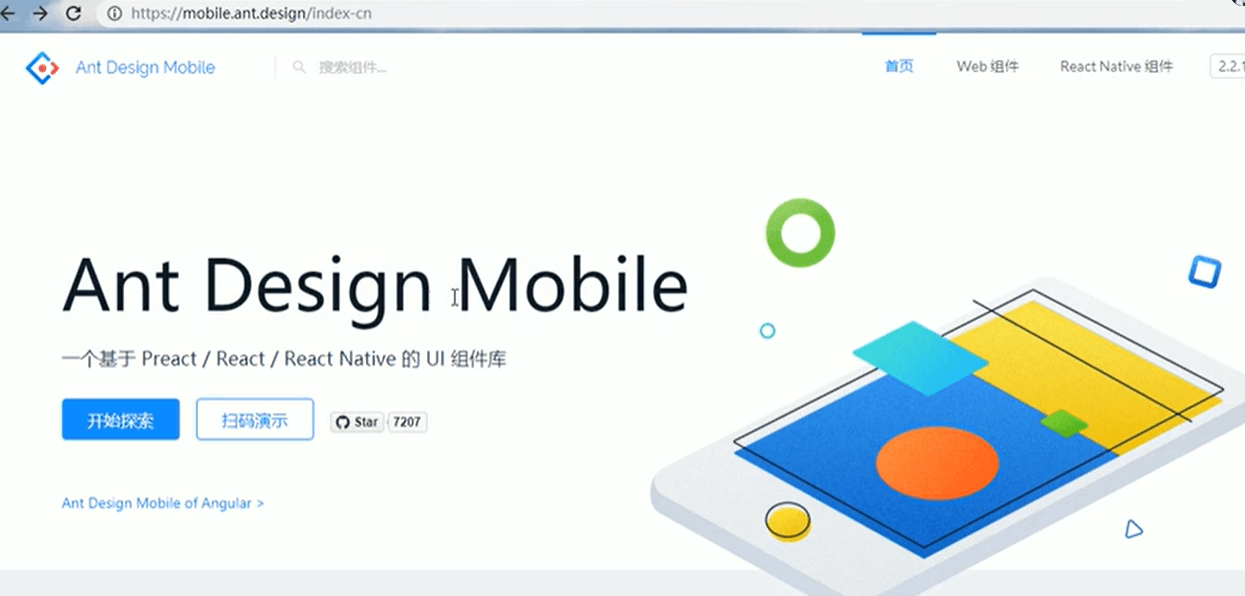 https://mobile.ant.design/index-cn
Ant Design Mobile
搜索组件...
首页
Web 组件
React Native 组件
2.2.1
Ant Design Mobile
一个基于 Preact / React / React Native 的 UI 组件库
开始探索
扫码演示
Star
7207
Ant Design Mobile of Angular >